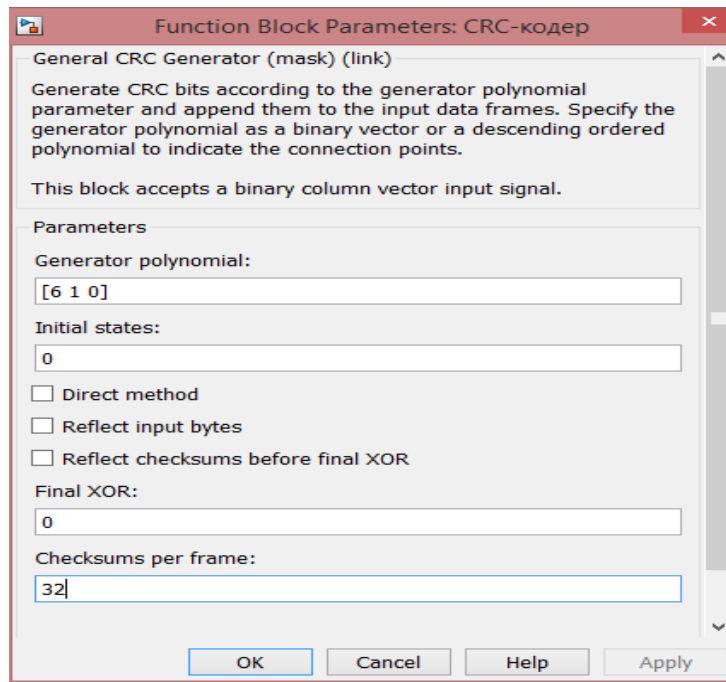 Function Block Parameters: CRC-кодер
General CRC Generator (mask) (link)
Generate CRC bits according to the generator polynomial
parameter and append them to the input data frames. Specify the
generator polynomial as a binary vector or a descending ordered
polynomial to indicate the connection points.
This block accepts a binary column vector input signal.
Parameters
Generator polynomial:
[6 1 0]
Initial states:
0
Direct method
Reflect input bytes
Reflect checksums before final XOR
Final XOR:
0
Checksums per frame:
32
OK Cancel Help Apply